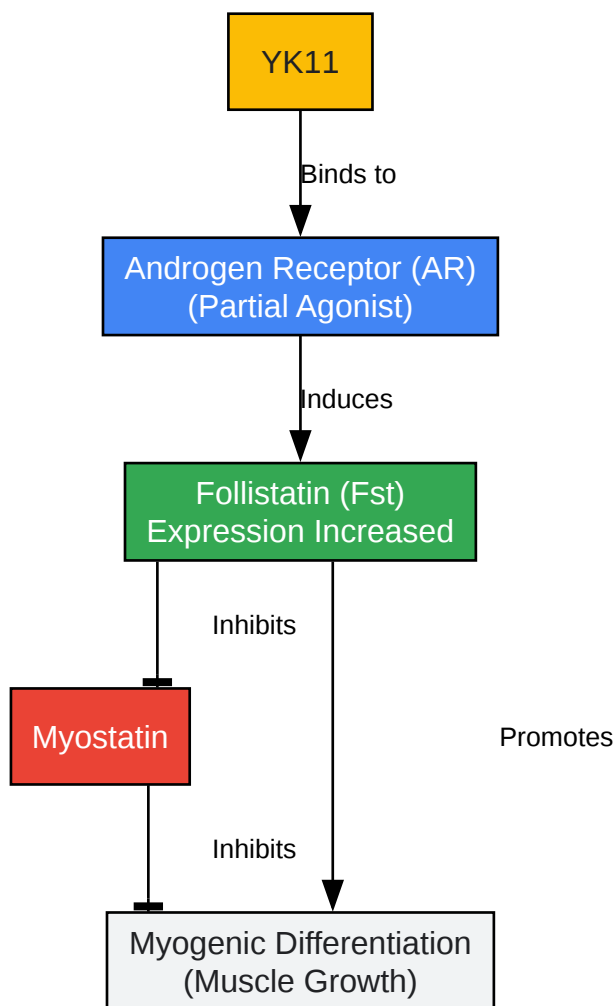 YK11
Binds to
Androgen Receptor (AR)
(Partial Agonist)
Induces
Follistatin (Fst)
Expression Increased
Inhibits
Myostatin
Promotes
Inhibits
Myogenic Differentiation
(Muscle Growth)